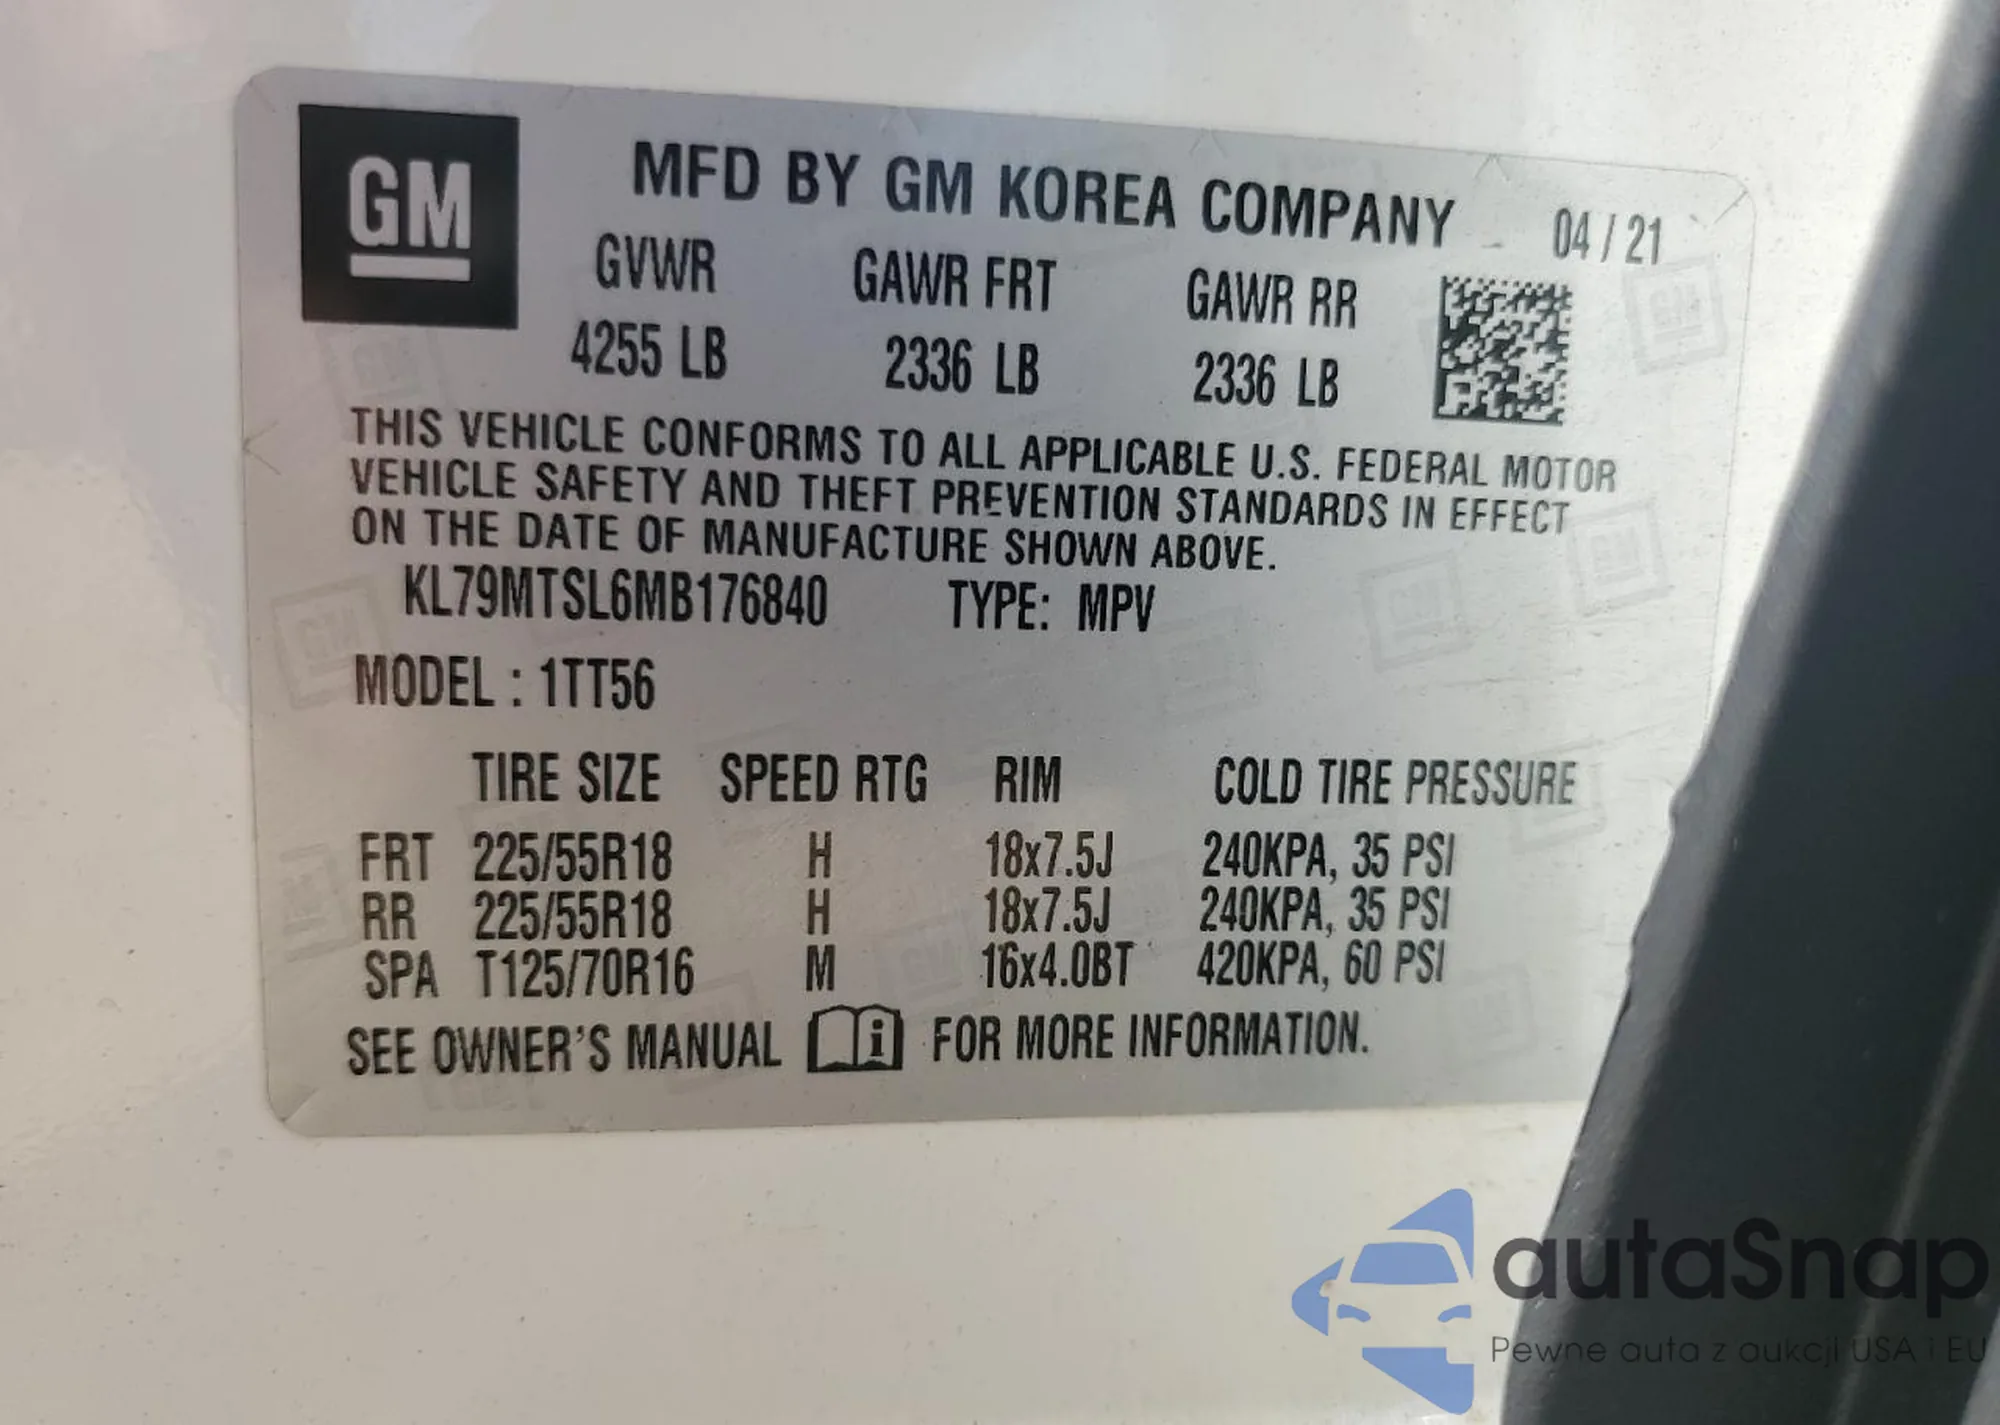 GM
MFD BY GM KOREA COMPANY 04 / 21
GVWR GAWR FRT GAWR RR
4255 LB 2336 LB 2336 LB
THIS VEHICLE CONFORMS TO ALL APPLICABLE U.S. FEDERAL MOTOR
VEHICLE SAFETY AND THEFT PREVENTION STANDARDS IN EFFECT
ON THE DATE OF MANUFACTURE SHOWN ABOVE.
KL79MTSL6MB176840 TYPE: MPV
MODEL : 1TT56
TIRE SIZE SPEED RTG RIM COLD TIRE PRESSURE
FRT 225/55R18 H 18x7.5J 240KPA, 35 PSI
RR 225/55R18 H 18x7.5J 240KPA, 35 PSI
SPA T125/70R16 M 16x4.0BT 420KPA, 60 PSI
SEE OWNER'S MANUAL i FOR MORE INFORMATION.
autaSnap
Pewne auta z aukcji USA i EU